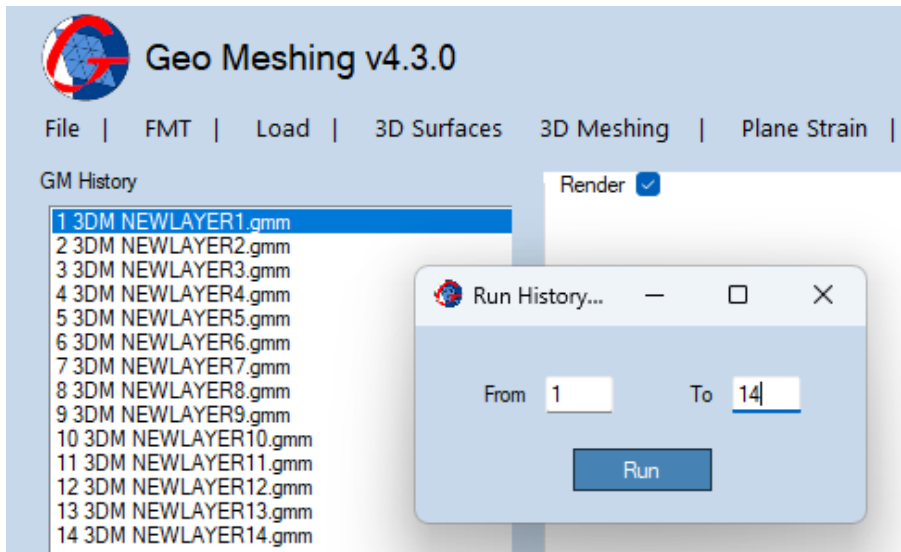 Geo Meshing v4.3.0
File | FMT | Load | 3D Surfaces 3D Meshing | Plane Strain |
GM History
Render
1 3DM NEWLAYER1.gmm
2 3DM NEWLAYER2.gmm
3 3DM NEWLAYER3.gmm
4 3DM NEWLAYER4.gmm
5 3DM NEWLAYER5.gmm
6 3DM NEWLAYER6.gmm
7 3DM NEWLAYER7.gmm
8 3DM NEWLAYER8.gmm
9 3DM NEWLAYER9.gmm
10 3DM NEWLAYER10.gmm
11 3DM NEWLAYER11.gmm
12 3DM NEWLAYER12.gmm
13 3DM NEWLAYER13.gmm
14 3DM NEWLAYER14.gmm
Run History...
From 1 To 14
Run